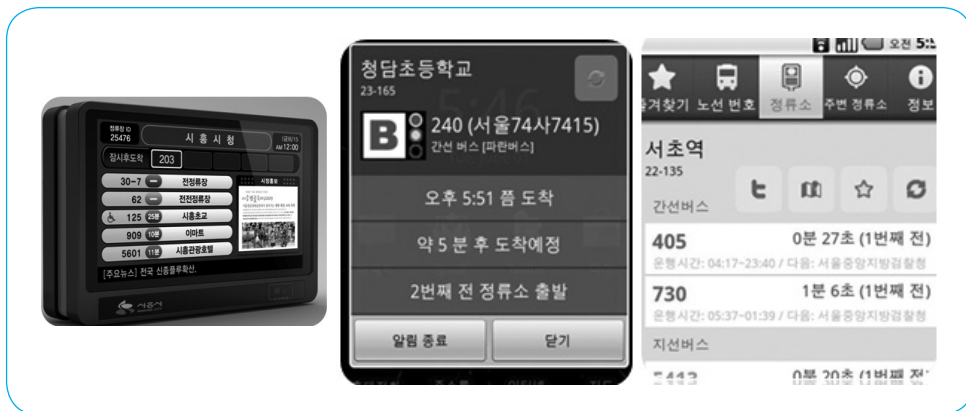 정류장 ID
25476
시 흥 시 청
AM 12:00
잠시후도착 203
30-7 전정류장
62 전전정류장
125 25분 시흥초교
909 10분 이마트
5601 11분 시흥관광호텔
시정홍보
[주요뉴스] 전국 신종플루확산.
시흥시
청담초등학교
23-165
5:46
B 240 (서울74사7415)
간선 버스 [파란버스]
오후 5:51 쯤 도착
약 5 분 후 도착예정
2번째 전 정류소 출발
알림 종료 닫기
오전 5:5
즐겨찾기 노선 번호 정류소 주변 정류소 정보
서초역
22-135
간선버스
405 0분 27초 (1번째 전)
운행시간: 04:17~23:40 / 다음: 서울중앙지방검찰청
730 1분 6초 (1번째 전)
운행시간: 05:37~01:39 / 다음: 서울중앙지방검찰청
지선버스
5413 0분 20초 (1번째 전)